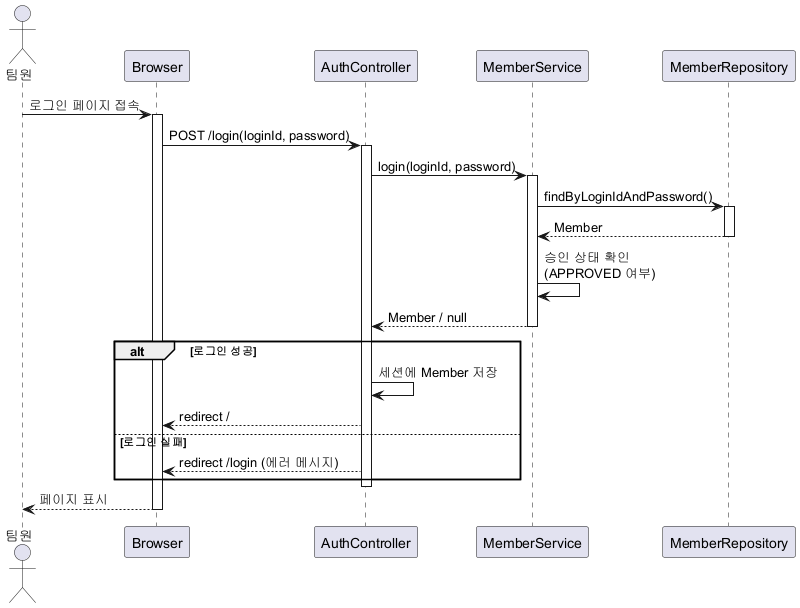 팀원
Browser
AuthController
MemberService
MemberRepository
로그인 페이지 접속
POST /login(loginId, password)
login(loginId, password)
findByLoginIdAndPassword()
Member
승인 상태 확인
(APPROVED 여부)
Member / null
alt
[로그인 성공]
세션에 Member 저장
redirect /
[로그인 실패]
redirect /login (에러 메시지)
페이지 표시
팀원
Browser
AuthController
MemberService
MemberRepository